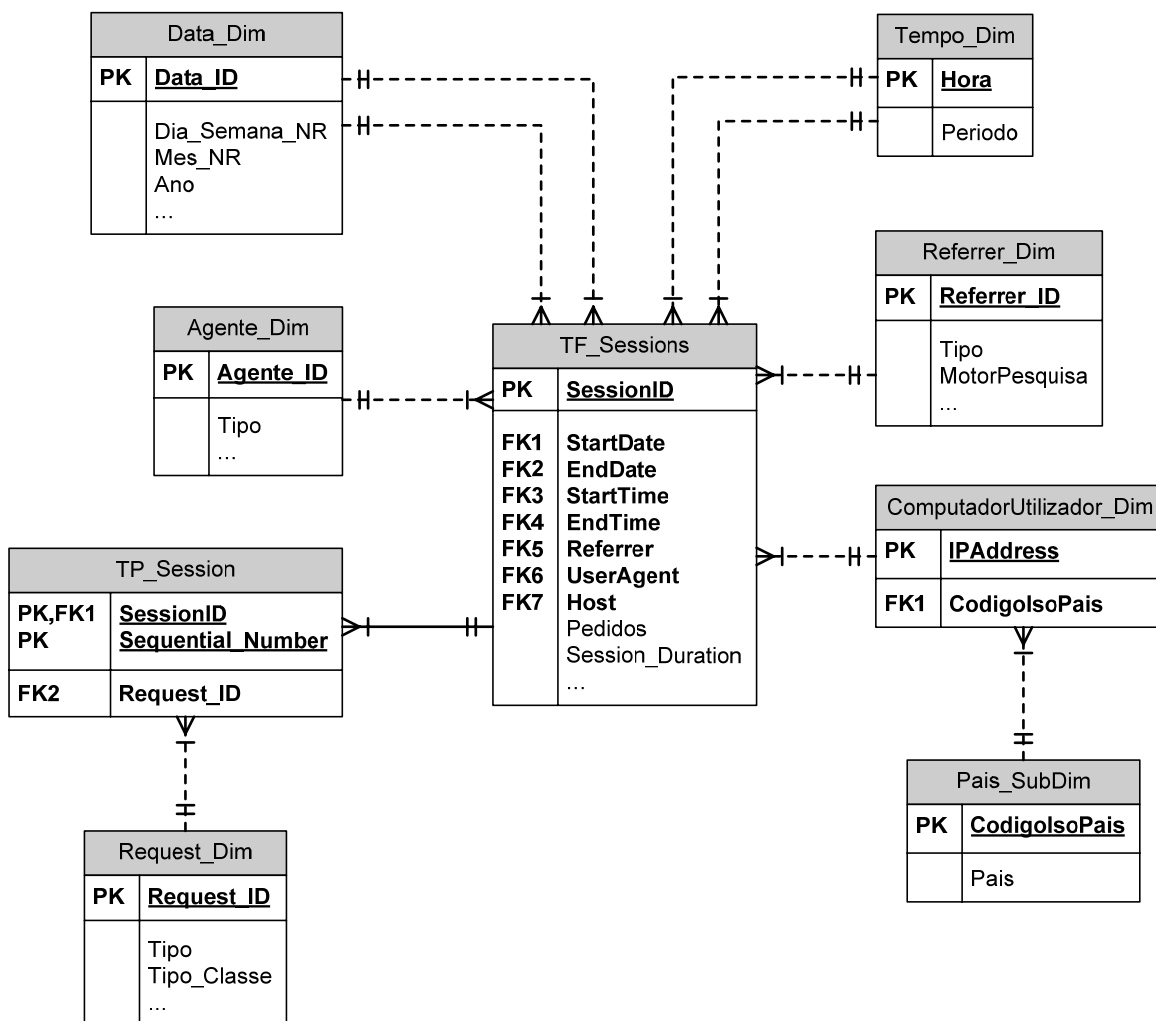 Data_Dim
PK Data_ID
Dia_Semana_NR
Mes_NR
Ano
...
Tempo_Dim
PK Hora
Periodo
Referrer_Dim
PK Referrer_ID
Tipo
MotorPesquisa
...
Agente_Dim
PK Agente_ID
Tipo
...
TF_Sessions
PK SessionID
FK1 StartDate
FK2 EndDate
FK3 StartTime
FK4 EndTime
FK5 Referrer
FK6 UserAgent
FK7 Host
Pedidos
Session_Duration
...
ComputadorUtilizador_Dim
PK IPAddress
FK1 CodigoIsoPais
TP_Session
PK,FK1 SessionID
PK Sequential_Number
FK2 Request_ID
Pais_SubDim
PK CodigoIsoPais
Pais
Request_Dim
PK Request_ID
Tipo
Tipo_Classe
...